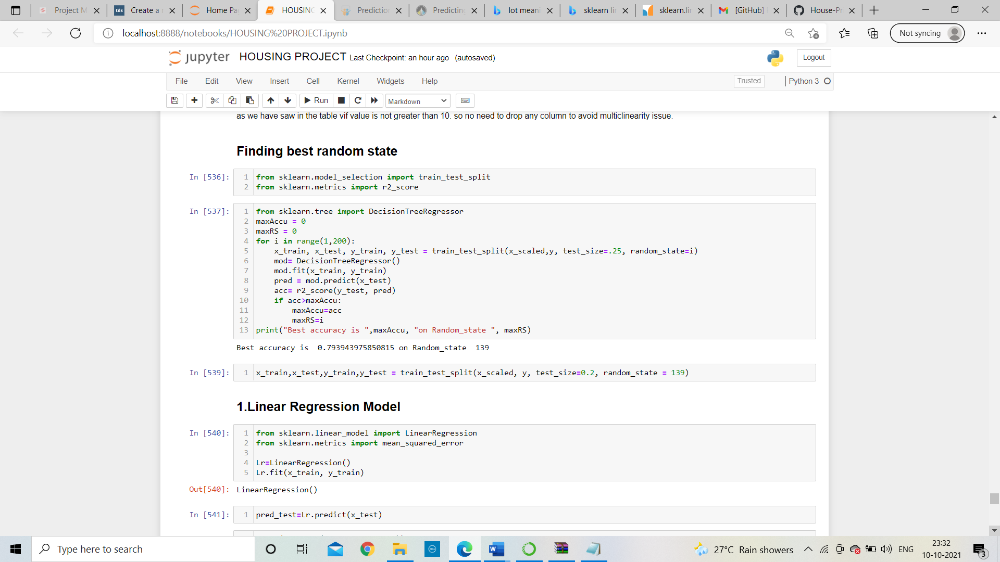 Project M
tds Create a
Home Pa
HOUSING
Prediction
Predicting
lot meani
sklearn lin
sklearn.lin
[GitHub]
House-Pr
localhost:8888/notebooks/HOUSING%20PROJECT.ipynb
Not syncing
jupyter HOUSING PROJECT Last Checkpoint: an hour ago (autosaved)
Logout
File Edit View Insert Cell Kernel Widgets Help
Trusted
Python 3
Run
Markdown
as we have saw in the table vif value is not greater than 10. so no need to drop any column to avoid multiclinearity issue.
Finding best random state
In [536]:
1 from sklearn.model_selection import train_test_split
2 from sklearn.metrics import r2_score
In [537]:
1 from sklearn.tree import DecisionTreeRegressor
2 maxAccu = 0
3 maxRS = 0
4 for i in range(1,200):
5     x_train, x_test, y_train, y_test = train_test_split(x_scaled,y, test_size=.25, random_state=i)
6     mod= DecisionTreeRegressor()
7     mod.fit(x_train, y_train)
8     pred = mod.predict(x_test)
9     acc= r2_score(y_test, pred)
10     if acc>maxAccu:
11         maxAccu=acc
12         maxRS=i
13 print("Best accuracy is ",maxAccu, "on Random_state ", maxRS)
Best accuracy is  0.793943975850815 on Random_state  139
In [539]:
1 x_train,x_test,y_train,y_test = train_test_split(x_scaled, y, test_size=0.2, random_state = 139)
1.Linear Regression Model
In [540]:
1 from sklearn.linear_model import LinearRegression
2 from sklearn.metrics import mean_squared_error
3
4 Lr=LinearRegression()
5 Lr.fit(x_train, y_train)
Out[540]: LinearRegression()
In [541]:
1 pred_test=Lr.predict(x_test)
Type here to search
27°C Rain showers
ENG
23:32
10-10-2021
3